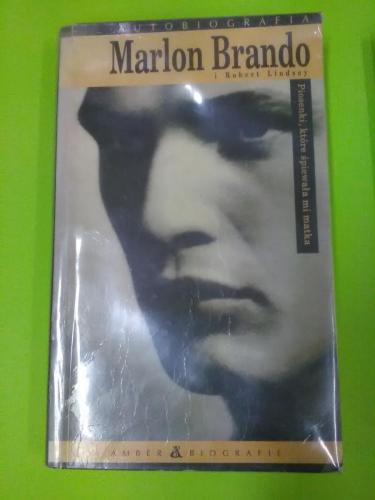 AUTOBIOGRAFIA
Marlon Brando
i Robert Lindsey
Piosenki, które śpiewała mi matka
AMBER & BIOGRAFIE